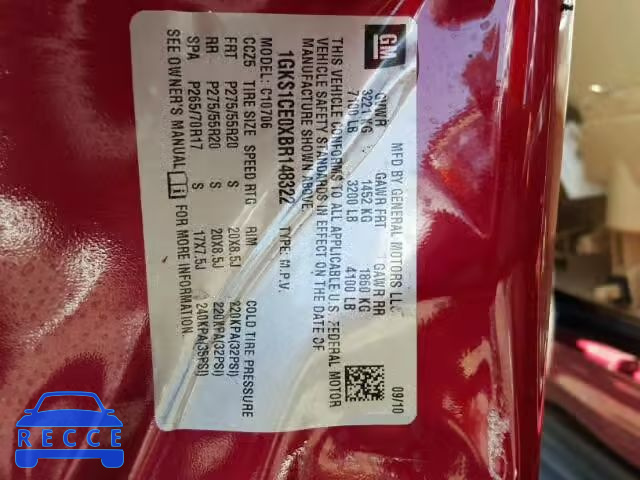 GM
MFD BY GENERAL MOTORS LLC
09/10
GVWR GAWR FRT GAWR RR
3221 KG 1452 KG 1860 KG
7100 LB 3200 LB 4100 LB
THIS VEHICLE CONFORMS TO ALL APPLICABLE U.S. FEDERAL MOTOR
VEHICLE SAFETY STANDARDS IN EFFECT ON THE DATE OF
MANUFACTURE SHOWN ABOVE.
1GKS1CE0XBR148322 TYPE: M.P.V.
MODEL: C10706
CCZ5 TIRE SIZE SPEED RTG RIM COLD TIRE PRESSURE
FRT P275/55R20 S 20X8.5J 220KPA(32PSI)
RR P275/55R20 S 20X8.5J 220KPA(32PSI)
SPA P265/70R17 S 17X7.5J 240KPA(35PSI)
SEE OWNER'S MANUAL FOR MORE INFORMATION.
RECCE